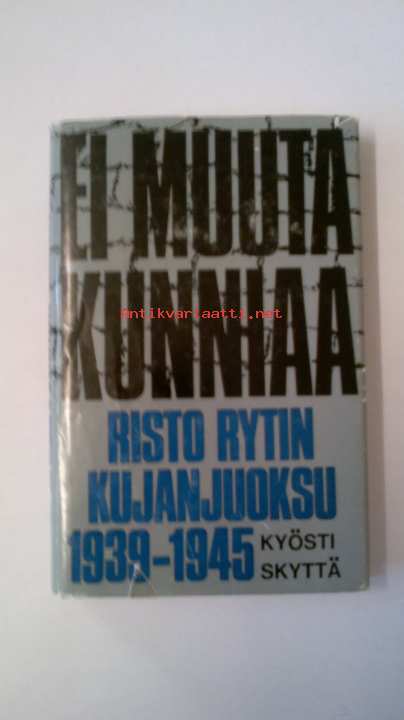 EI MUUTA
KUNNIAA
antikvariaatti.net
RISTO RYTIN
KUJANJUOKSU
1939-1945
KYÖSTI
SKYTTÄ